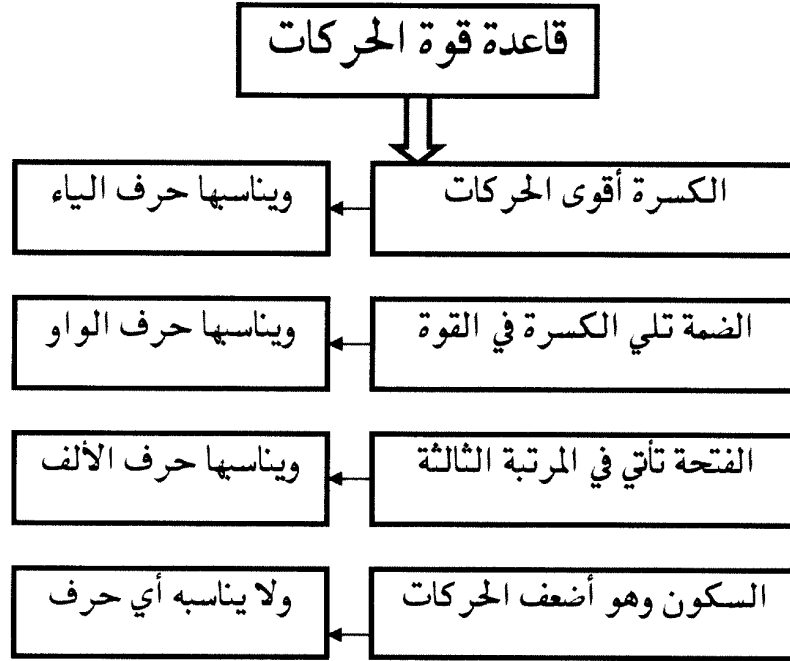 قاعدة قوة الحركات
الكسرة أقوى الحركات
ويناسبها حرف الياء
الضمة تلي الكسرة في القوة
ويناسبها حرف الواو
الفتحة تأتي في المرتبة الثالثة
ويناسبها حرف الألف
السكون وهو أضعف الحركات
ولا يناسبه أي حرف